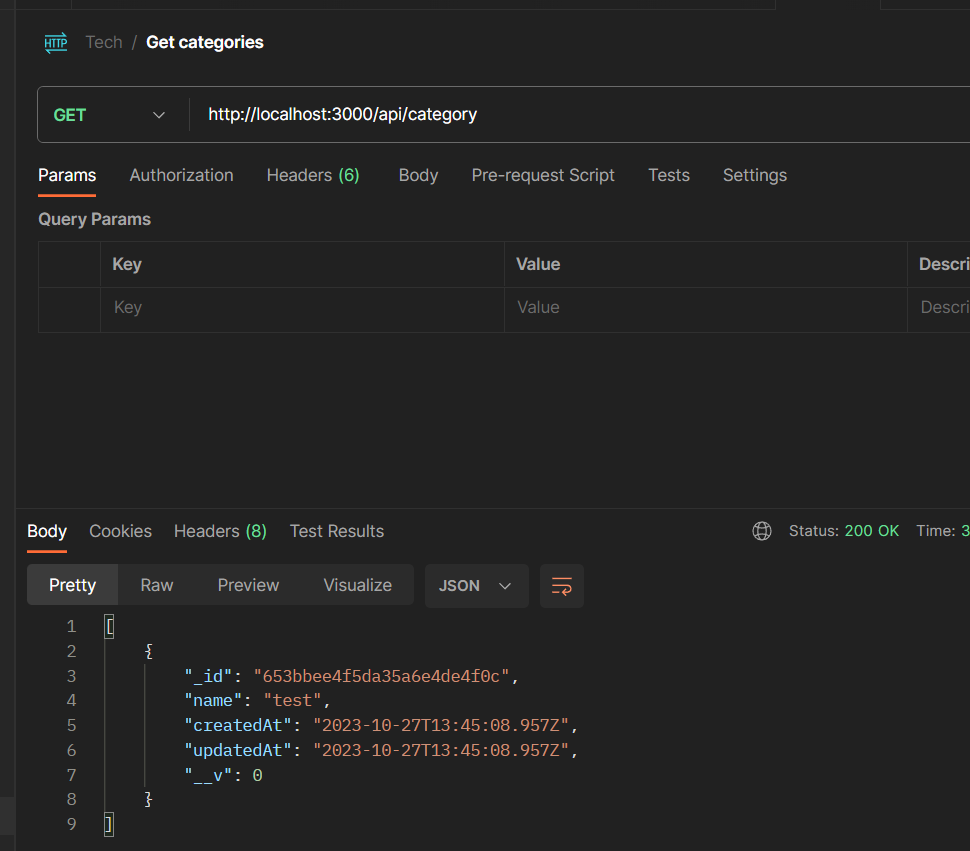 HTTP Tech / Get categories
GET http://localhost:3000/api/category
Params Authorization Headers (6) Body Pre-request Script Tests Settings
Query Params
Key Value Descri
Key Value Descri
Body Cookies Headers (8) Test Results Status: 200 OK Time: 3
Pretty Raw Preview Visualize JSON
1 [
2 {
3 "_id": "653bbee4f5da35a6e4de4f0c",
4 "name": "test",
5 "createdAt": "2023-10-27T13:45:08.957Z",
6 "updatedAt": "2023-10-27T13:45:08.957Z",
7 "__v": 0
8 }
9 ]